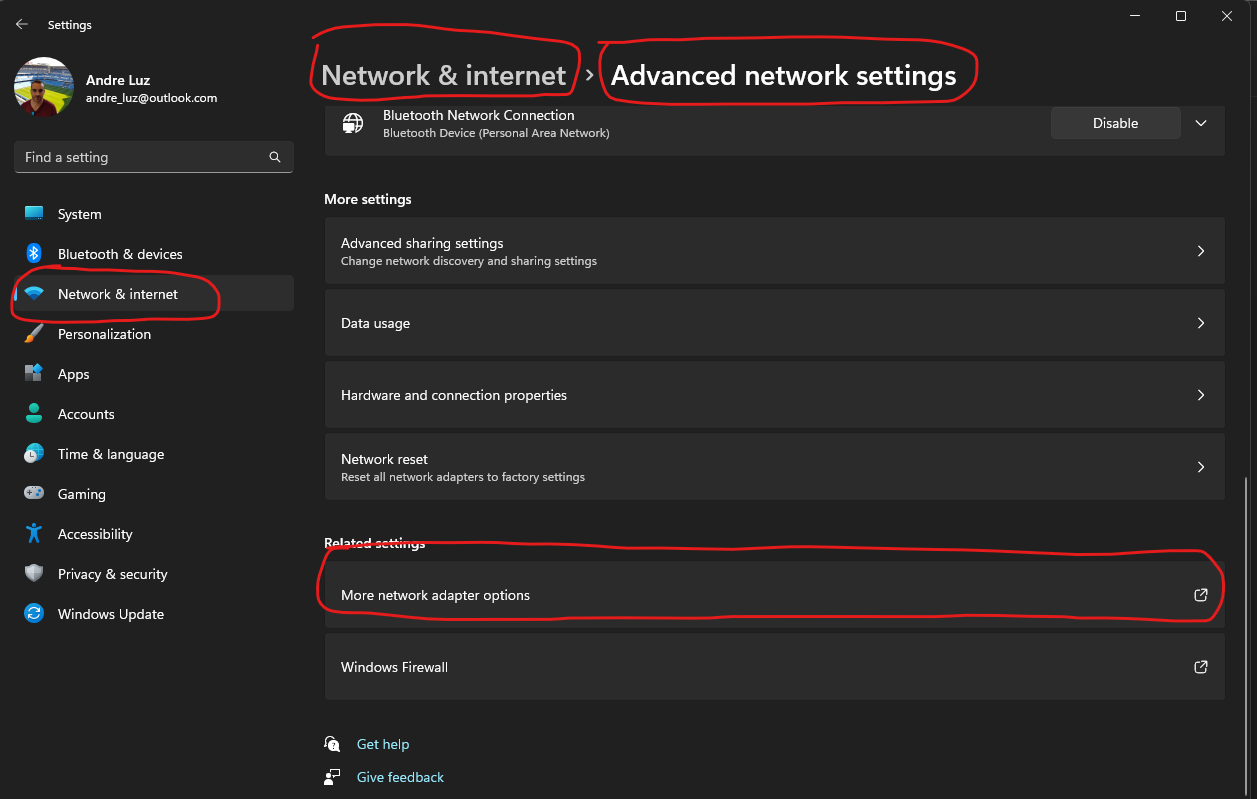 Settings
Andre Luz
andre_luz@outlook.com
Find a setting
System
Bluetooth & devices
Network & internet
Personalization
Apps
Accounts
Time & language
Gaming
Accessibility
Privacy & security
Windows Update
Network & internet > Advanced network settings
Bluetooth Network Connection
Bluetooth Device (Personal Area Network)
Disable
More settings
Advanced sharing settings
Change network discovery and sharing settings
Data usage
Hardware and connection properties
Network reset
Reset all network adapters to factory settings
Related settings
More network adapter options
Windows Firewall
Get help
Give feedback